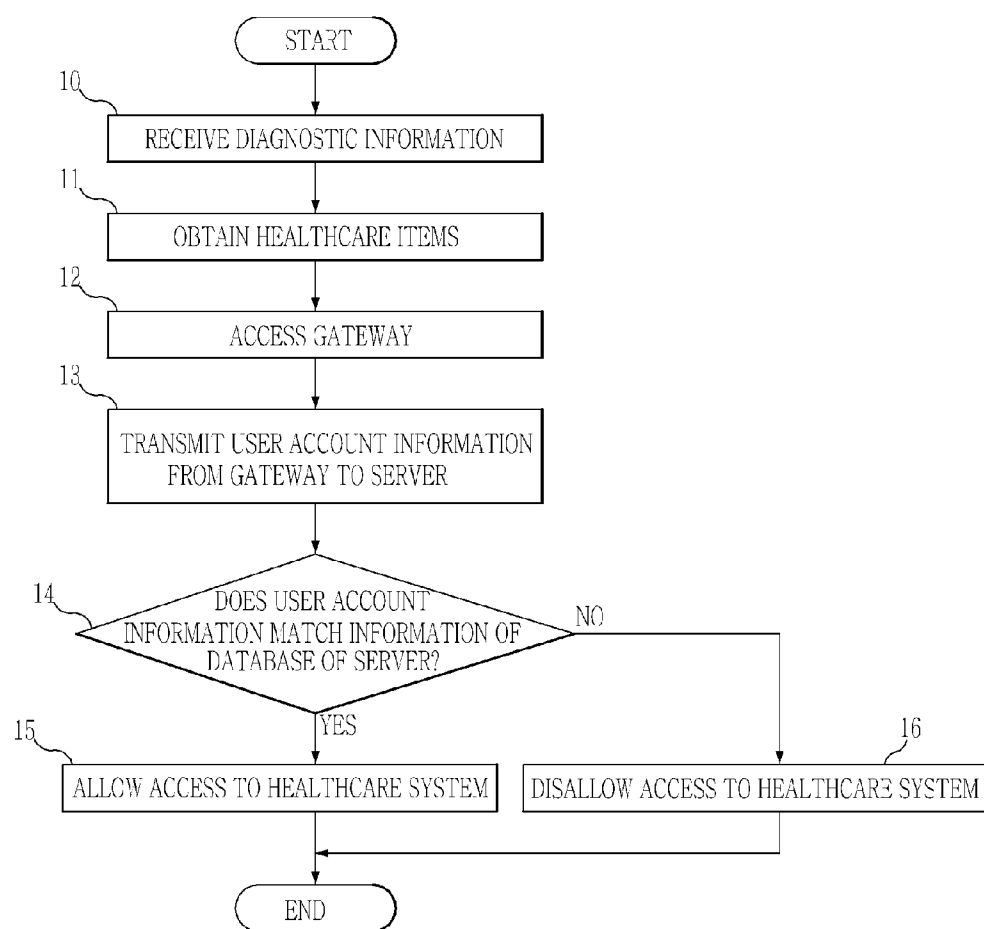 START
10
RECEIVE DIAGNOSTIC INFORMATION
11
OBTAIN HEALTHCARE ITEMS
12
ACCESS GATEWAY
13
TRANSMIT USER ACCOUNT INFORMATION
FROM GATEWAY TO SERVER
14
DOES USER ACCOUNT
INFORMATION MATCH INFORMATION OF
DATABASE OF SERVER?
NO
YES
15
ALLOW ACCESS TO HEALTHCARE SYSTEM
16
DISALLOW ACCESS TO HEALTHCARE SYSTEM
END